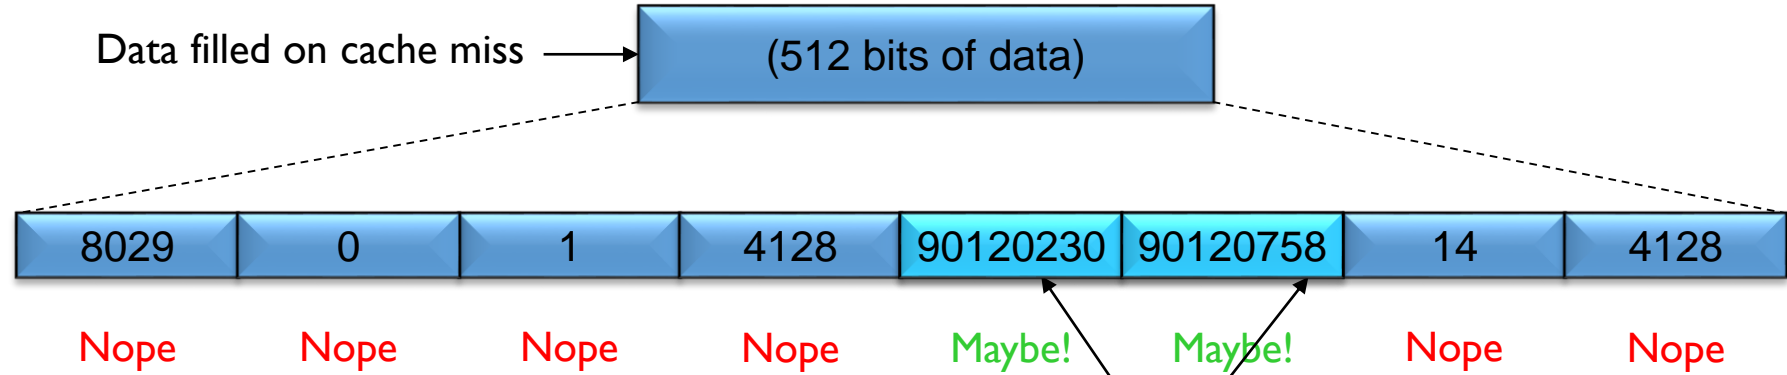 Data filled on cache miss
(512 bits of data)
8029 0 1 4128 90120230 90120758 14 4128
Nope Nope Nope Nope Maybe! Maybe! Nope Nope